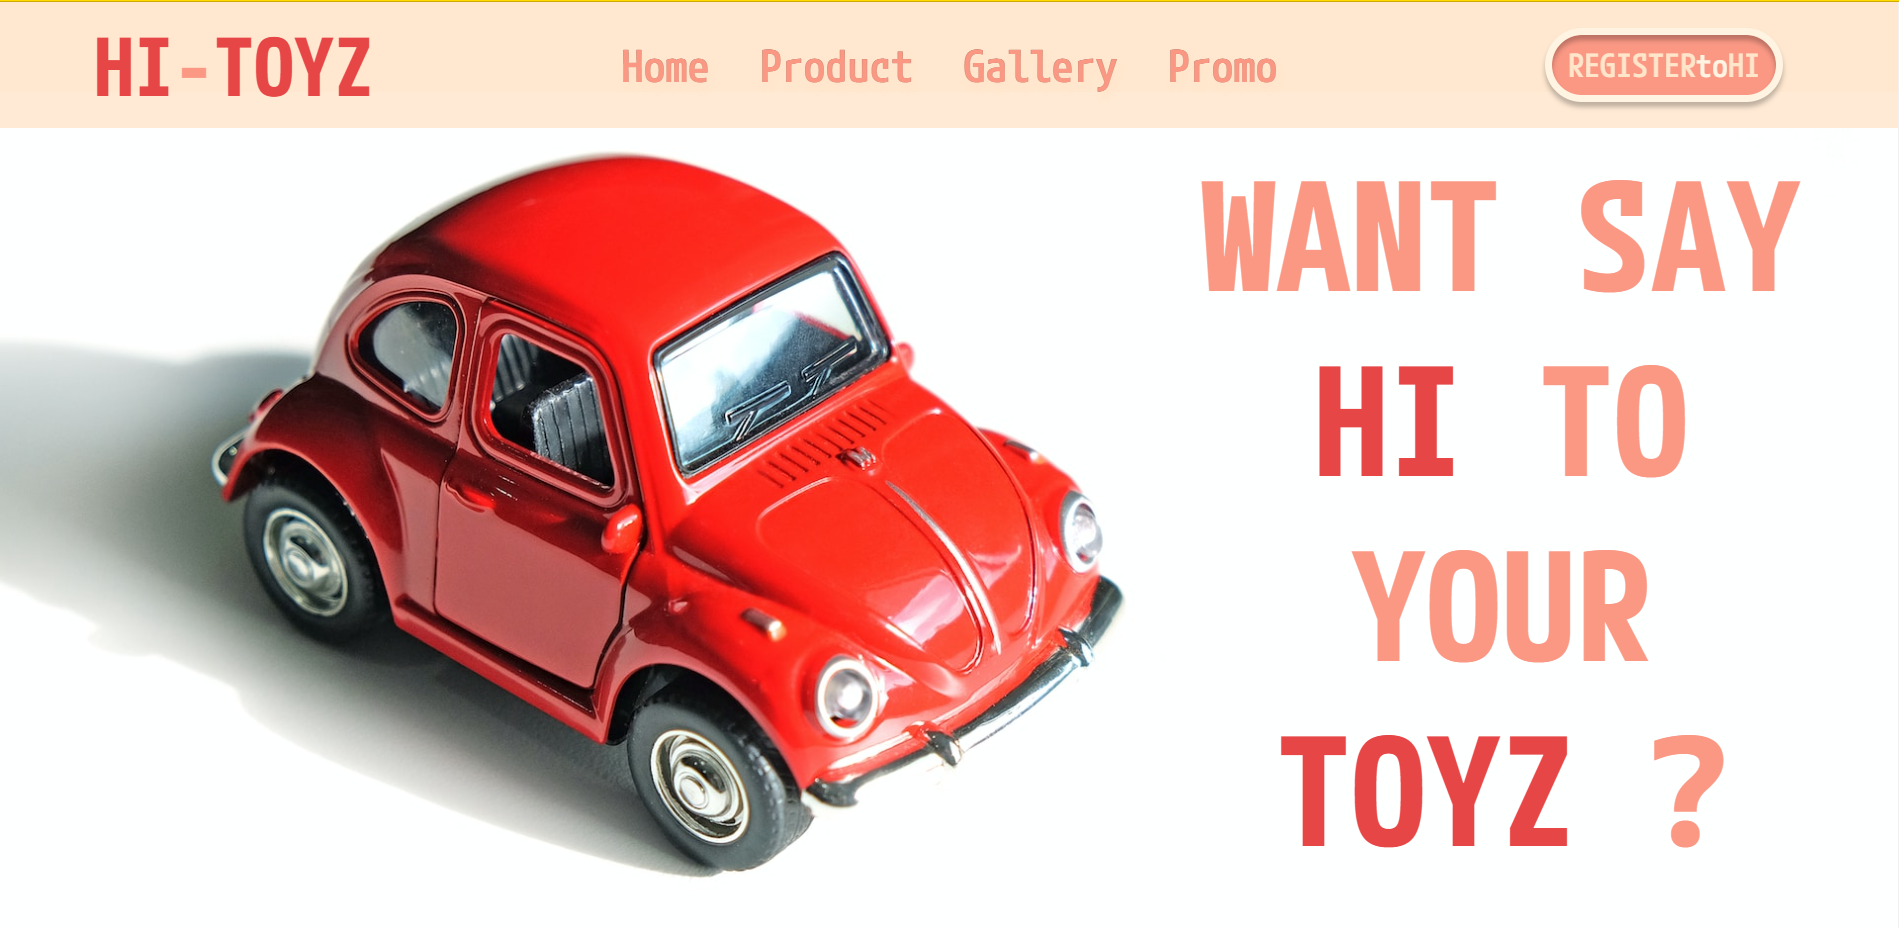 HI-TOYZ
Home Product Gallery Promo
REGISTERtoHI
WANT SAY
HI TO
YOUR
TOYZ ?